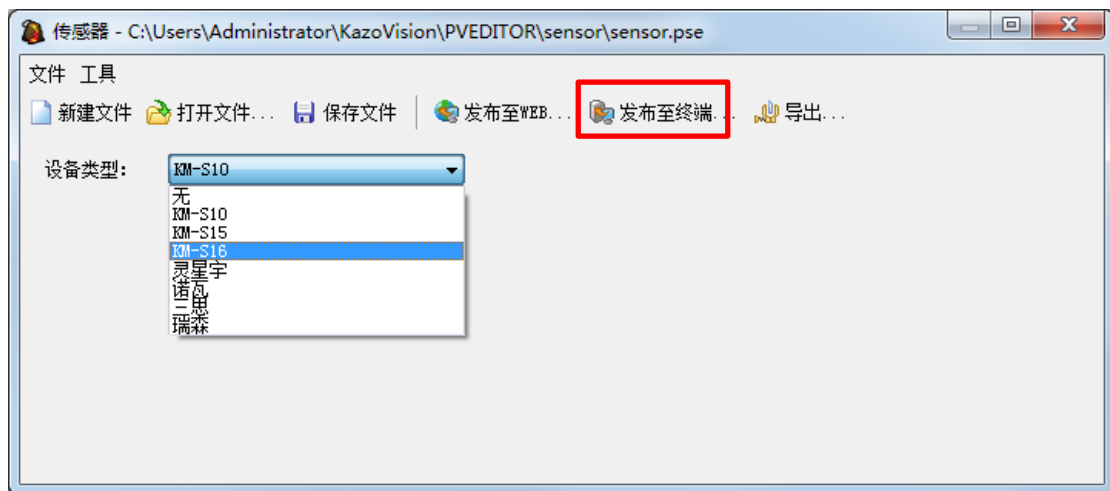 传感器 - C:\Users\Administrator\KazoVision\PVEDITOR\sensor\sensor.pse
文件 工具
新建文件 打开文件... 保存文件 发布至WEB... 发布至终端... 导出...
设备类型: KM-S10
无
KM-S10
KM-S15
KM-S16
灵星宇
诺瓦
三思
瑞森